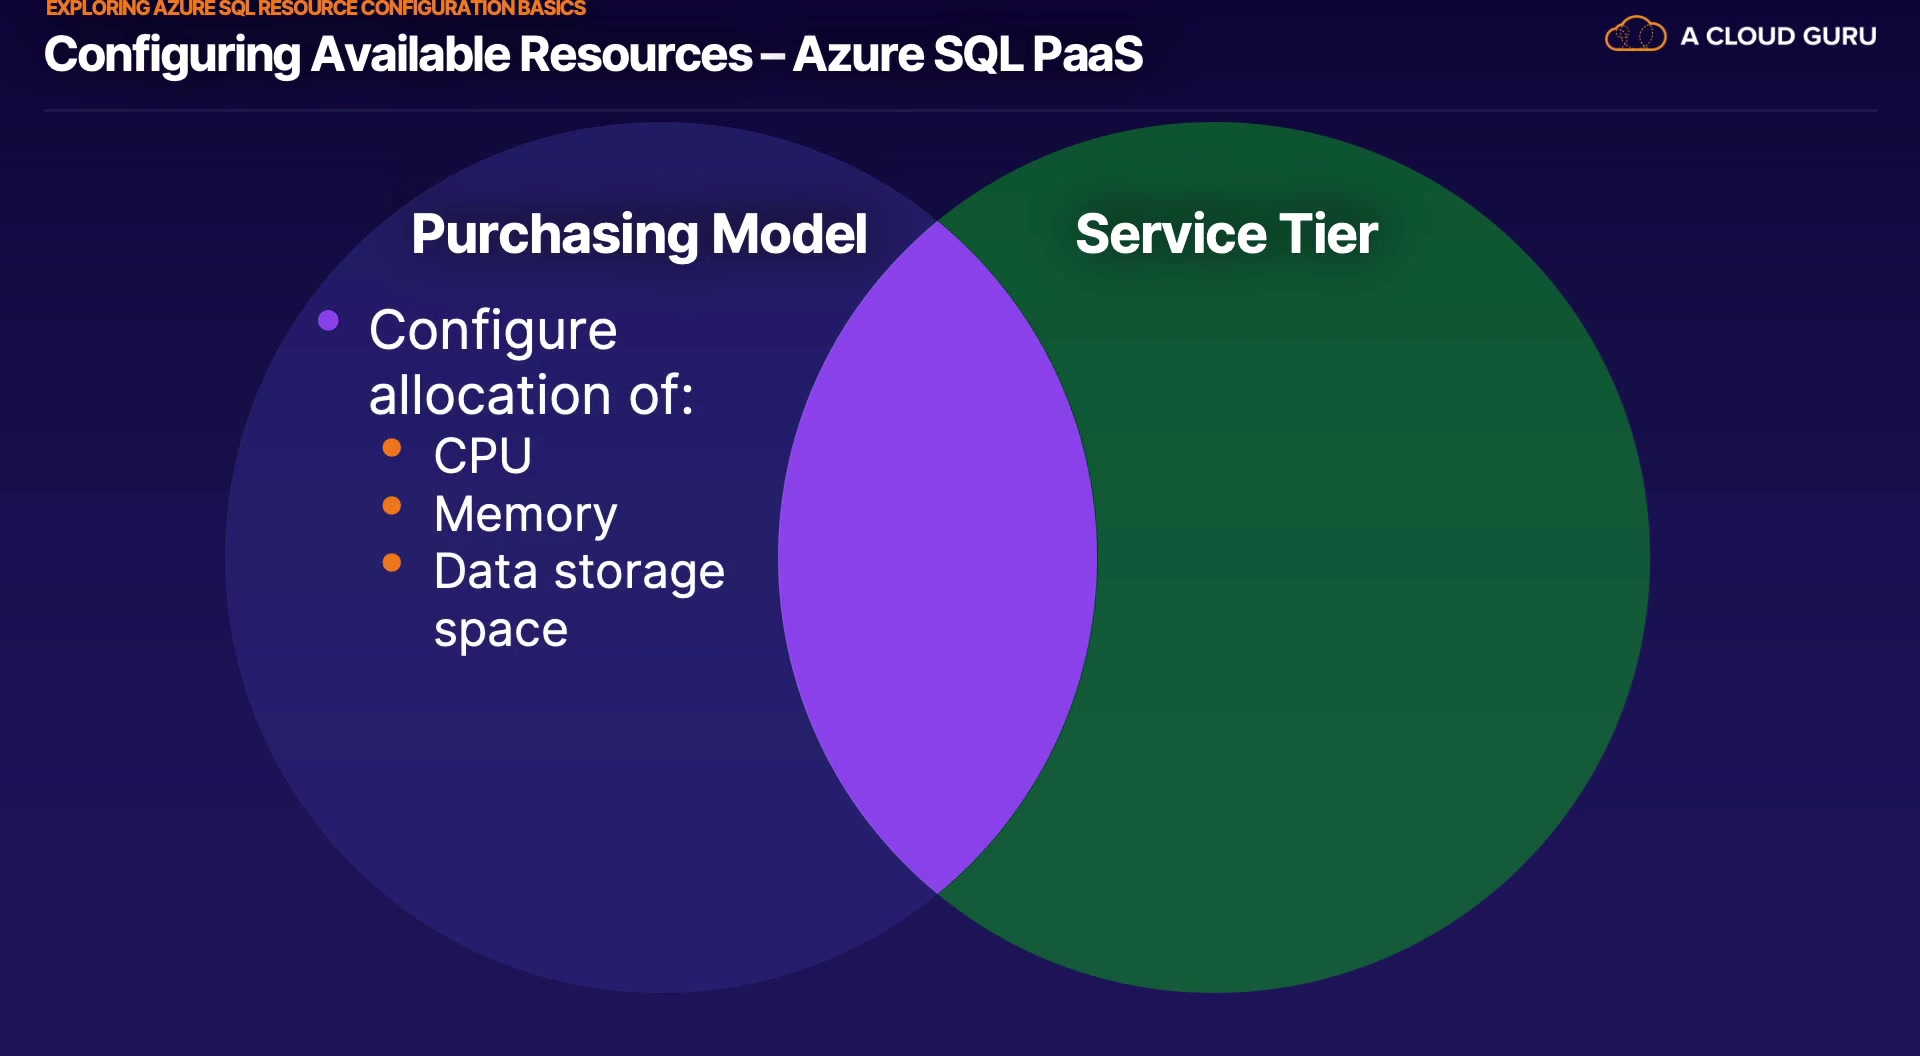 EXPLORING AZURE SQL RESOURCE CONFIGURATION BASICS
Configuring Available Resources – Azure SQL PaaS
A CLOUD GURU
Purchasing Model
Configure
allocation of:
CPU
Memory
Data storage
space
Service Tier